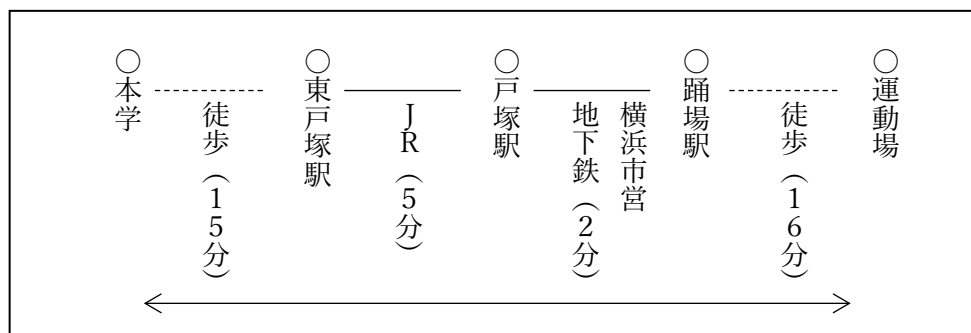 ○本学
徒歩（15分）
○東戸塚駅
JR（5分）
○戸塚駅
横浜市営
地下鉄（2分）
○踊場駅
徒歩（16分）
○運動場